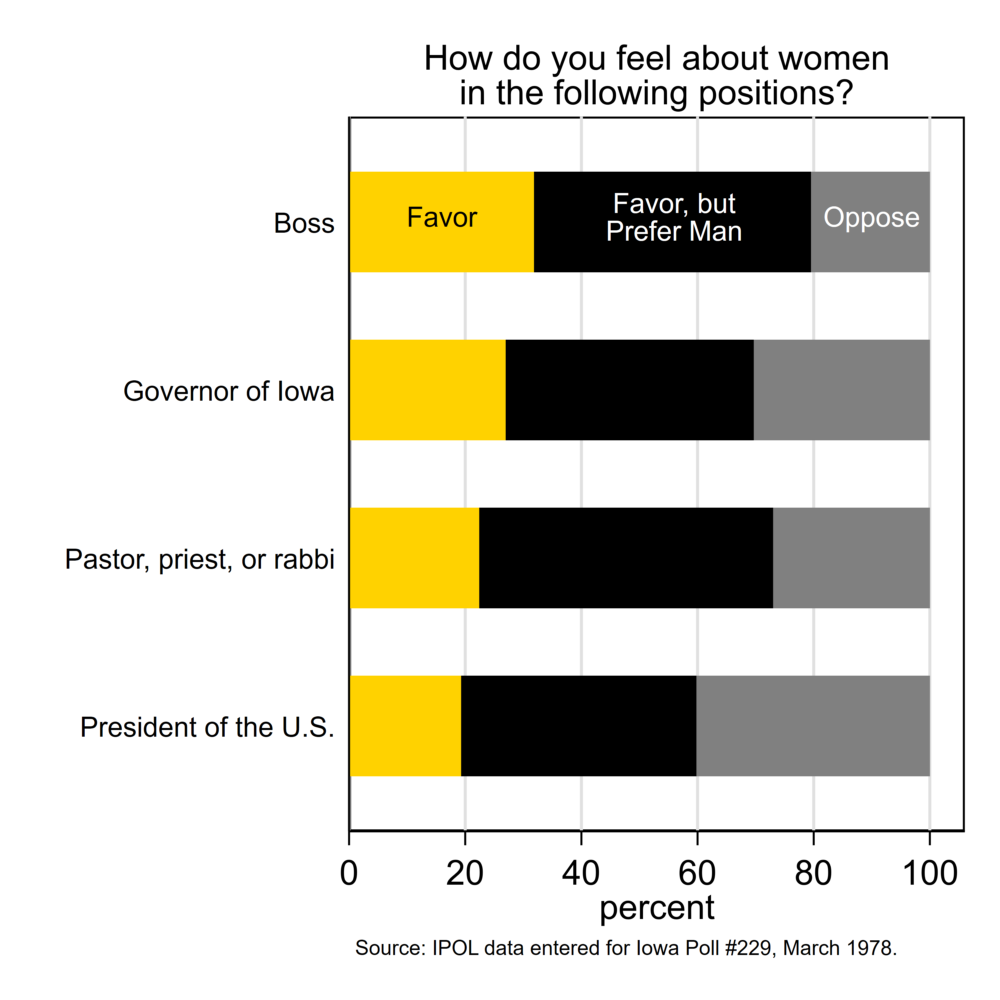 How do you feel about women
in the following positions?
Boss
Favor
Favor, but
Prefer Man
Oppose
Governor of Iowa
Pastor, priest, or rabbi
President of the U.S.
0 20 40 60 80 100
percent
Source: IPOL data entered for Iowa Poll #229, March 1978.